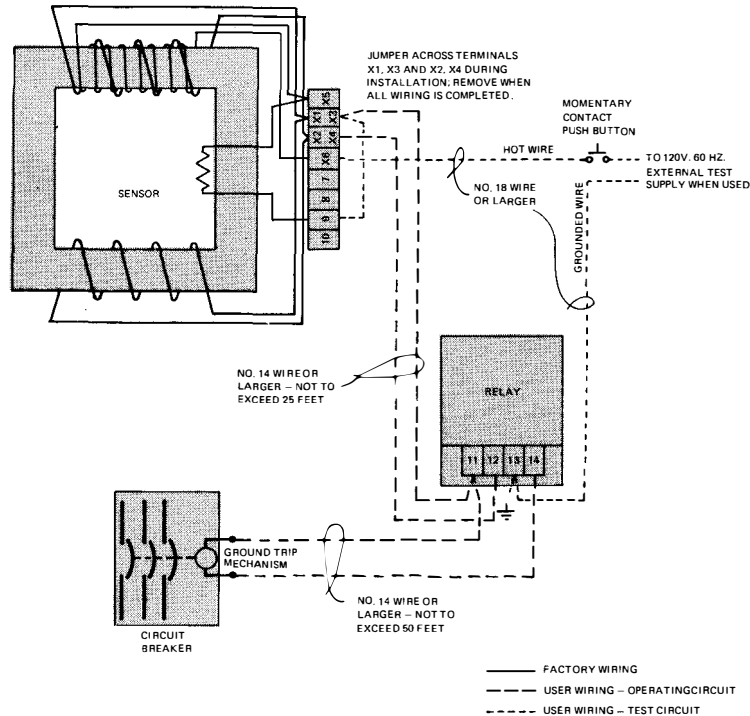 JUMPER ACROSS TERMINALS
X1, X3 AND X2, X4 DURING
INSTALLATION; REMOVE WHEN
ALL WIRING IS COMPLETED.
MOMENTARY
CONTACT
PUSH BUTTON
HOT WIRE
TO 120V. 60 HZ.
EXTERNAL TEST
SUPPLY WHEN USED
NO. 18 WIRE
OR LARGER
GROUNDED WIRE
SENSOR
X5
X1 X3
X2 X4
X6
7
8
9
10
NO. 14 WIRE OR
LARGER – NOT TO
EXCEED 25 FEET
RELAY
11 12 13 14
GROUND TRIP
MECHANISM
NO. 14 WIRE OR
LARGER – NOT TO
EXCEED 50 FEET
CIRCUIT
BREAKER
FACTORY WIRING
USER WIRING – OPERATING CIRCUIT
USER WIRING – TEST CIRCUIT